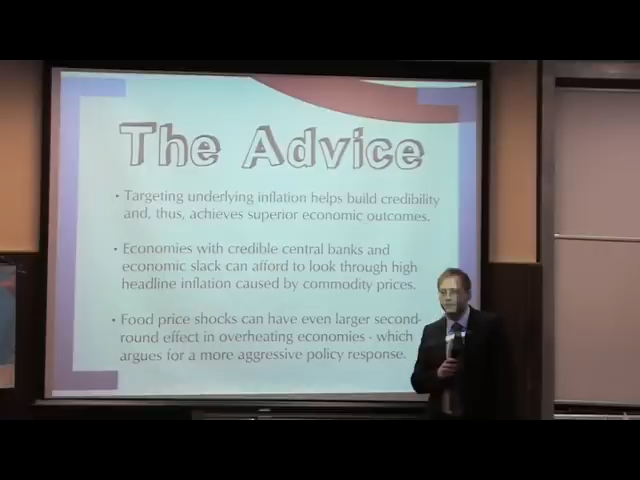 The Advice
• Targeting underlying inflation helps build credibility
and, thus, achieves superior economic outcomes.
• Economies with credible central banks and
economic slack can afford to look through high
headline inflation caused by commodity prices.
• Food price shocks can have even larger second-
round effect in overheating economies - which
argues for a more aggressive policy response.